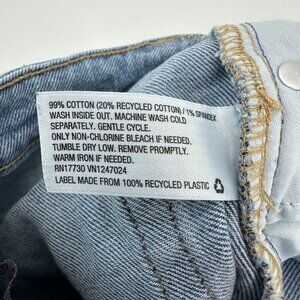 99% COTTON (20% RECYCLED COTTON) / 1% SPANDEX
WASH INSIDE OUT. MACHINE WASH COLD
SEPARATELY. GENTLE CYCLE.
ONLY NON-CHLORINE BLEACH IF NEEDED.
TUMBLE DRY LOW. REMOVE PROMPTLY.
WARM IRON IF NEEDED.
RN17730 VN1247024
LABEL MADE FROM 100% RECYCLED PLASTIC